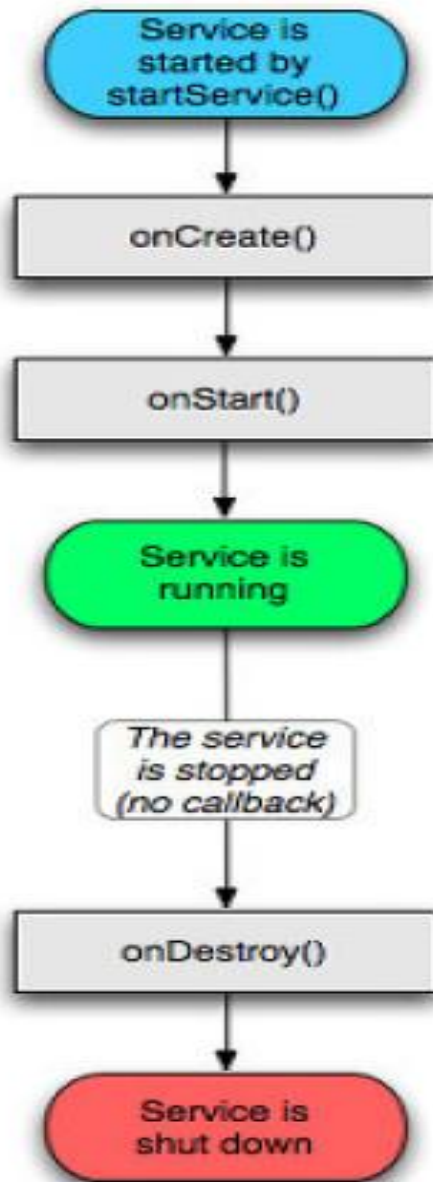 Service is
started by
startService()
onCreate()
onStart()
Service is
running
The service
is stopped
(no callback)
onDestroy()
Service is
shut down